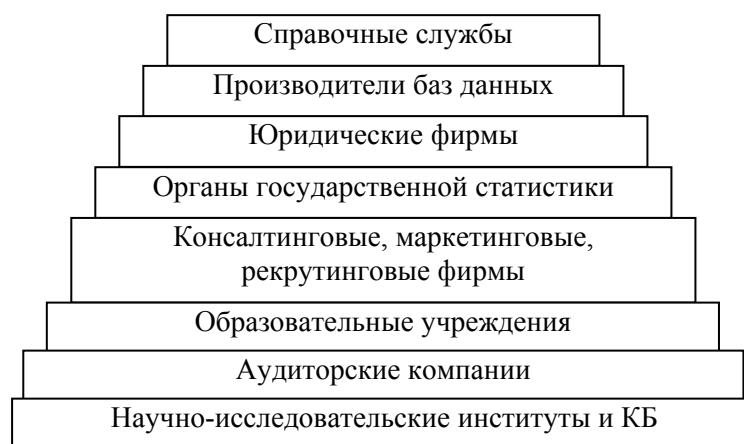 Справочные службы
Производители баз данных
Юридические фирмы
Органы государственной статистики
Консалтинговые, маркетинговые,
рекрутинговые фирмы
Образовательные учреждения
Аудиторские компании
Научно-исследовательские институты и КБ